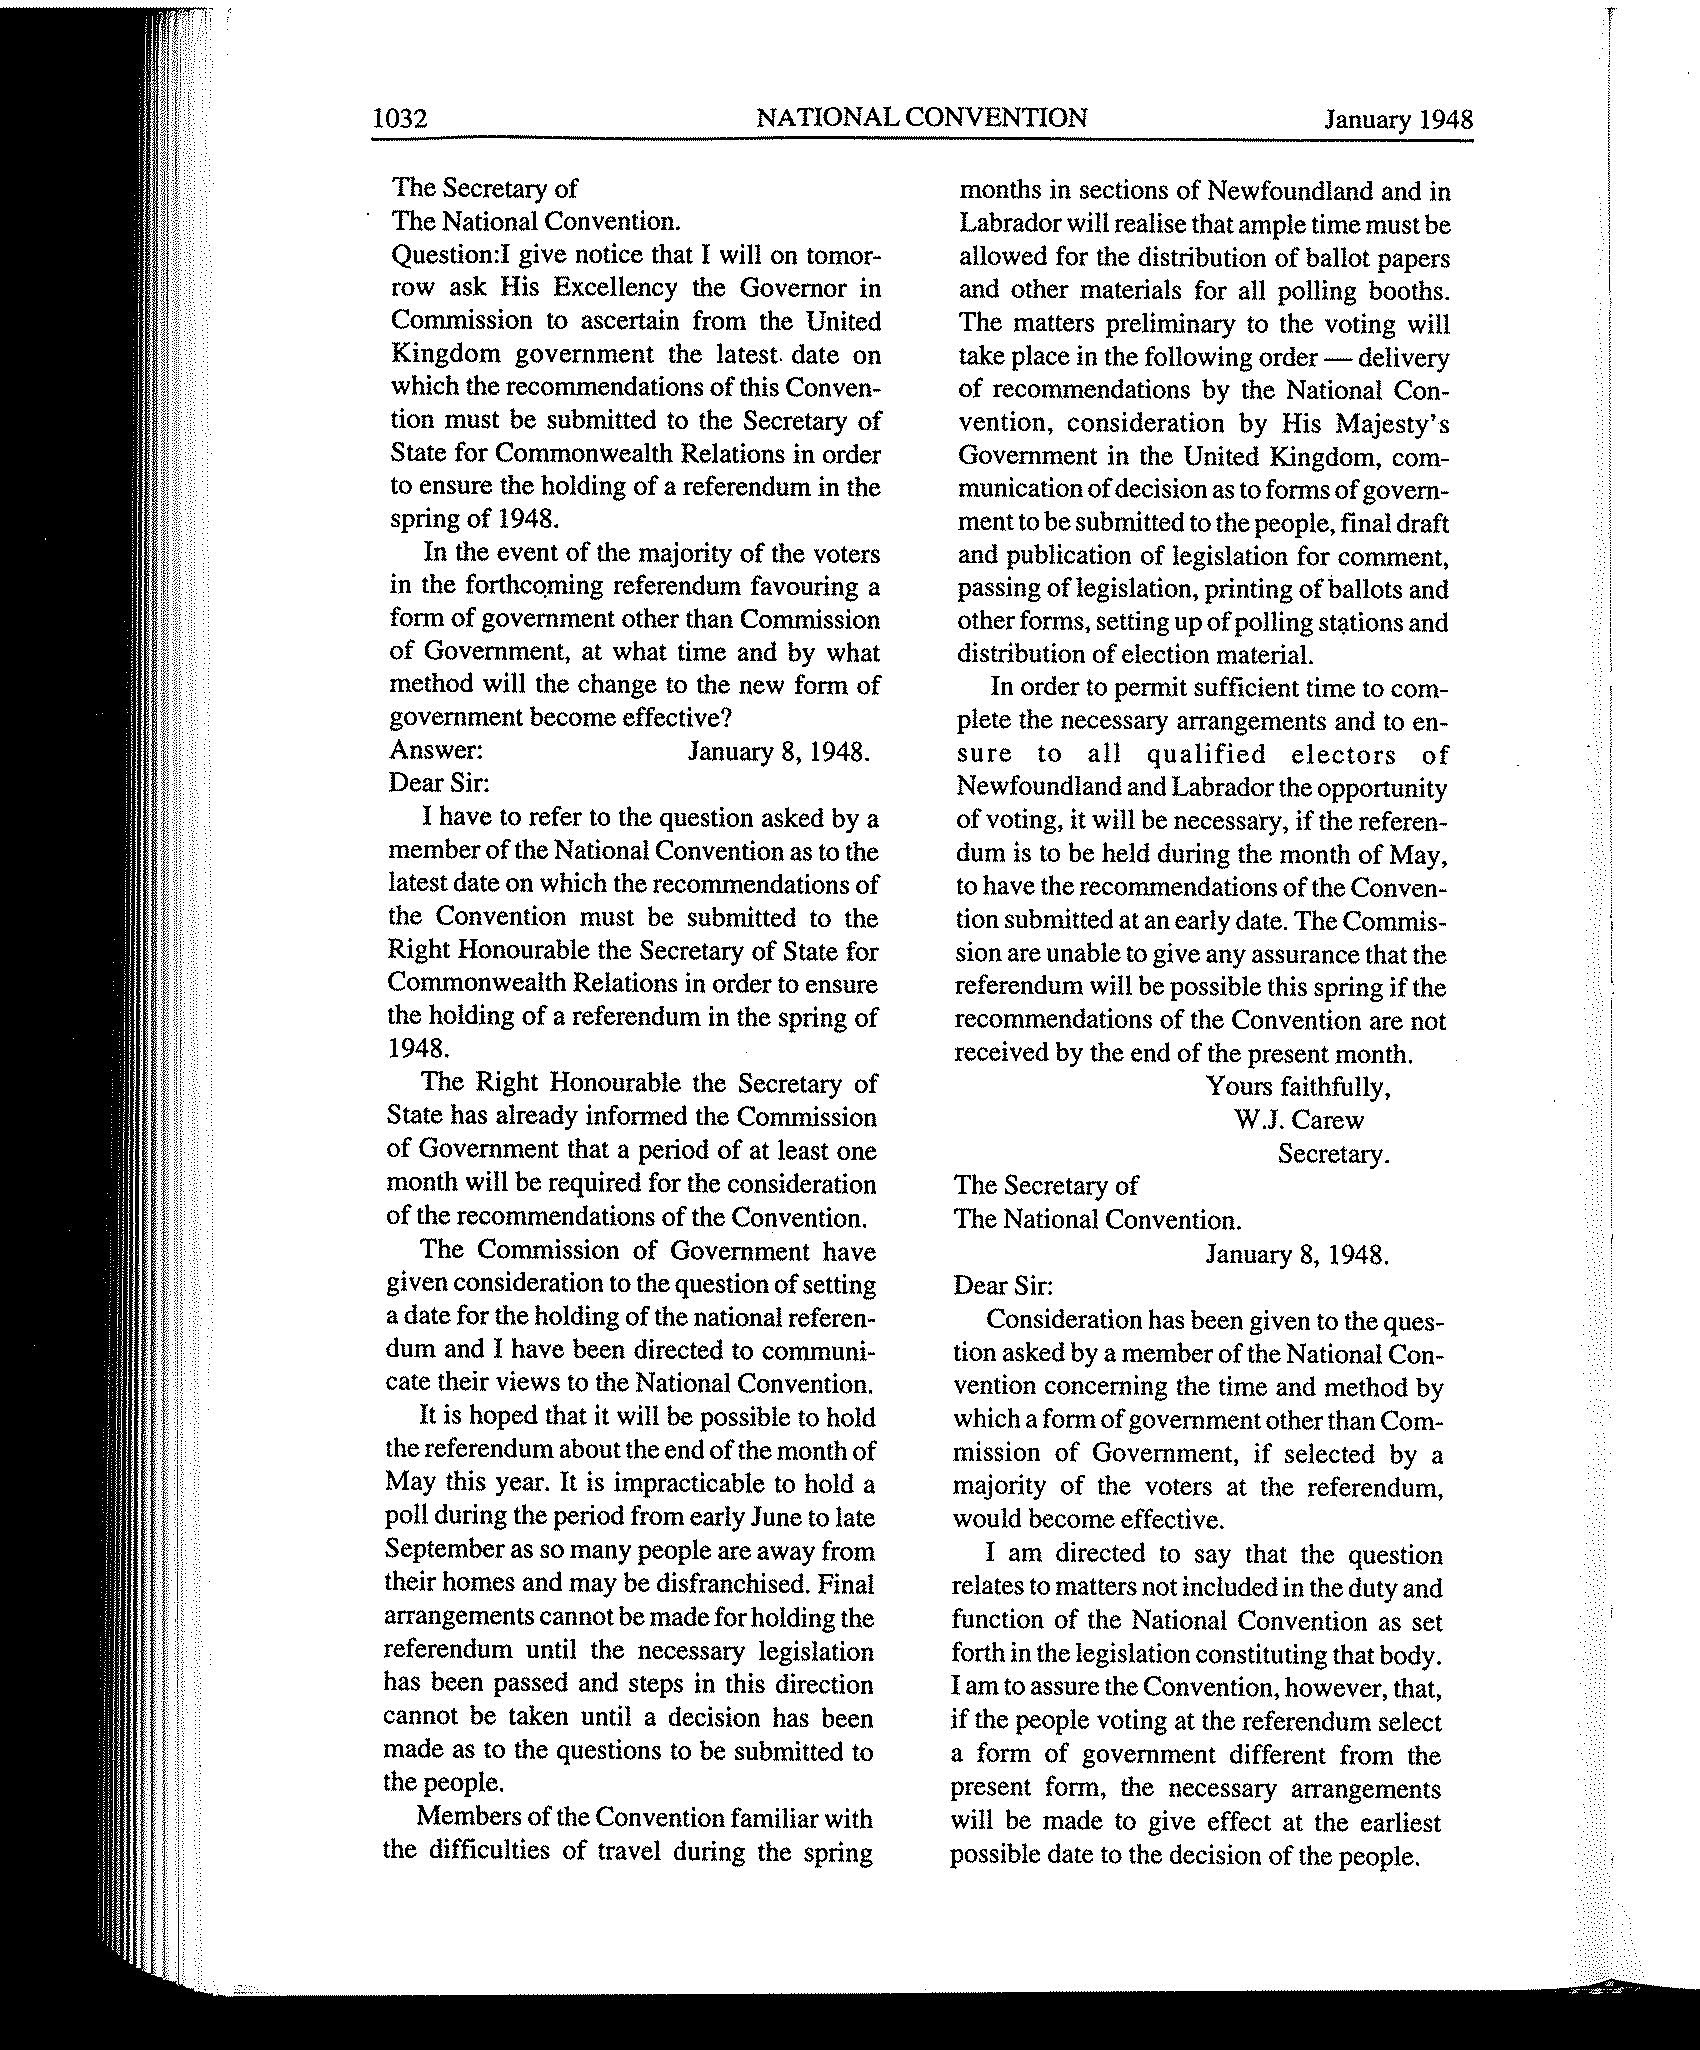 1032 NATIONAL CONVENTION January 1948
The Secretary of
The National Convention.
Question:I give notice that I will on tomor-
row ask His Excellency the Governor in
Commission to ascertain from the United
Kingdom government the latest date on
which the recommendations of this Conven-
tion must be submitted to the Secretary of
State for Commonwealth Relations in order
to ensure the holding of a referendum in the
spring of 1948.
In the event of the majority of the voters
in the forthcoming referendum favouring a
form of government other than Commission
of Government, at what time and by what
method will the change to the new form of
government become effective?
Answer: January 8, 1948.
Dear Sir:
I have to refer to the question asked by a
member of the National Convention as to the
latest date on which the recommendations of
the Convention must be submitted to the
Right Honourable the Secretary of State for
Commonwealth Relations in order to ensure
the holding of a referendum in the spring of
1948.
The Right Honourable the Secretary of
State has already informed the Commission
of Government that a period of at least one
month will be required for the consideration
of the recommendations of the Convention.
The Commission of Government have
given consideration to the question of setting
a date for the holding of the national referen-
dum and I have been directed to communi-
cate their views to the National Convention.
It is hoped that it will be possible to hold
the referendum about the end of the month of
May this year. It is impracticable to hold a
poll during the period from early June to late
September as so many people are away from
their homes and may be disfranchised. Final
arrangements cannot be made for holding the
referendum until the necessary legislation
has been passed and steps in this direction
cannot be taken until a decision has been
made as to the questions to be submitted to
the people.
Members of the Convention familiar with
the difficulties of travel during the spring
months in sections of Newfoundland and in
Labrador will realise that ample time must be
allowed for the distribution of ballot papers
and other materials for all polling booths.
The matters preliminary to the voting will
take place in the following order — delivery
of recommendations by the National Con-
vention, consideration by His Majesty's
Government in the United Kingdom, com-
munication of decision as to forms of govern-
ment to be submitted to the people, final draft
and publication of legislation for comment,
passing of legislation, printing of ballots and
other forms, setting up of polling stations and
distribution of election material.
In order to permit sufficient time to com-
plete the necessary arrangements and to en-
sure to all qualified electors of
Newfoundland and Labrador the opportunity
of voting, it will be necessary, if the referen-
dum is to be held during the month of May,
to have the recommendations of the Conven-
tion submitted at an early date. The Commis-
sion are unable to give any assurance that the
referendum will be possible this spring if the
recommendations of the Convention are not
received by the end of the present month.
Yours faithfully,
W.J. Carew
Secretary.
The Secretary of
The National Convention.
January 8, 1948.
Dear Sir:
Consideration has been given to the ques-
tion asked by a member of the National Con-
vention concerning the time and method by
which a form of government other than Com-
mission of Government, if selected by a
majority of the voters at the referendum,
would become effective.
I am directed to say that the question
relates to matters not included in the duty and
function of the National Convention as set
forth in the legislation constituting that body.
I am to assure the Convention, however, that,
if the people voting at the referendum select
a form of government different from the
present form, the necessary arrangements
will be made to give effect at the earliest
possible date to the decision of the people.